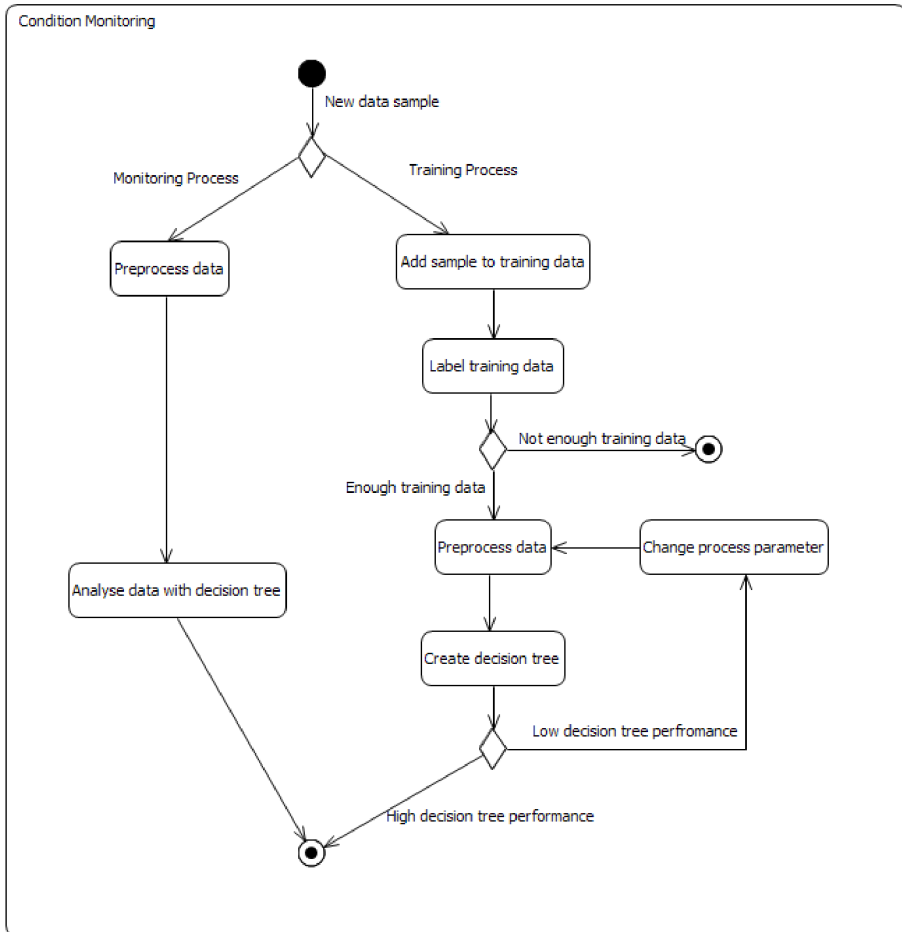 Condition Monitoring
New data sample
Monitoring Process
Training Process
Preprocess data
Add sample to training data
Label training data
Not enough training data
Enough training data
Preprocess data
Change process parameter
Analyse data with decision tree
Create decision tree
Low decision tree perfromance
High decision tree performance